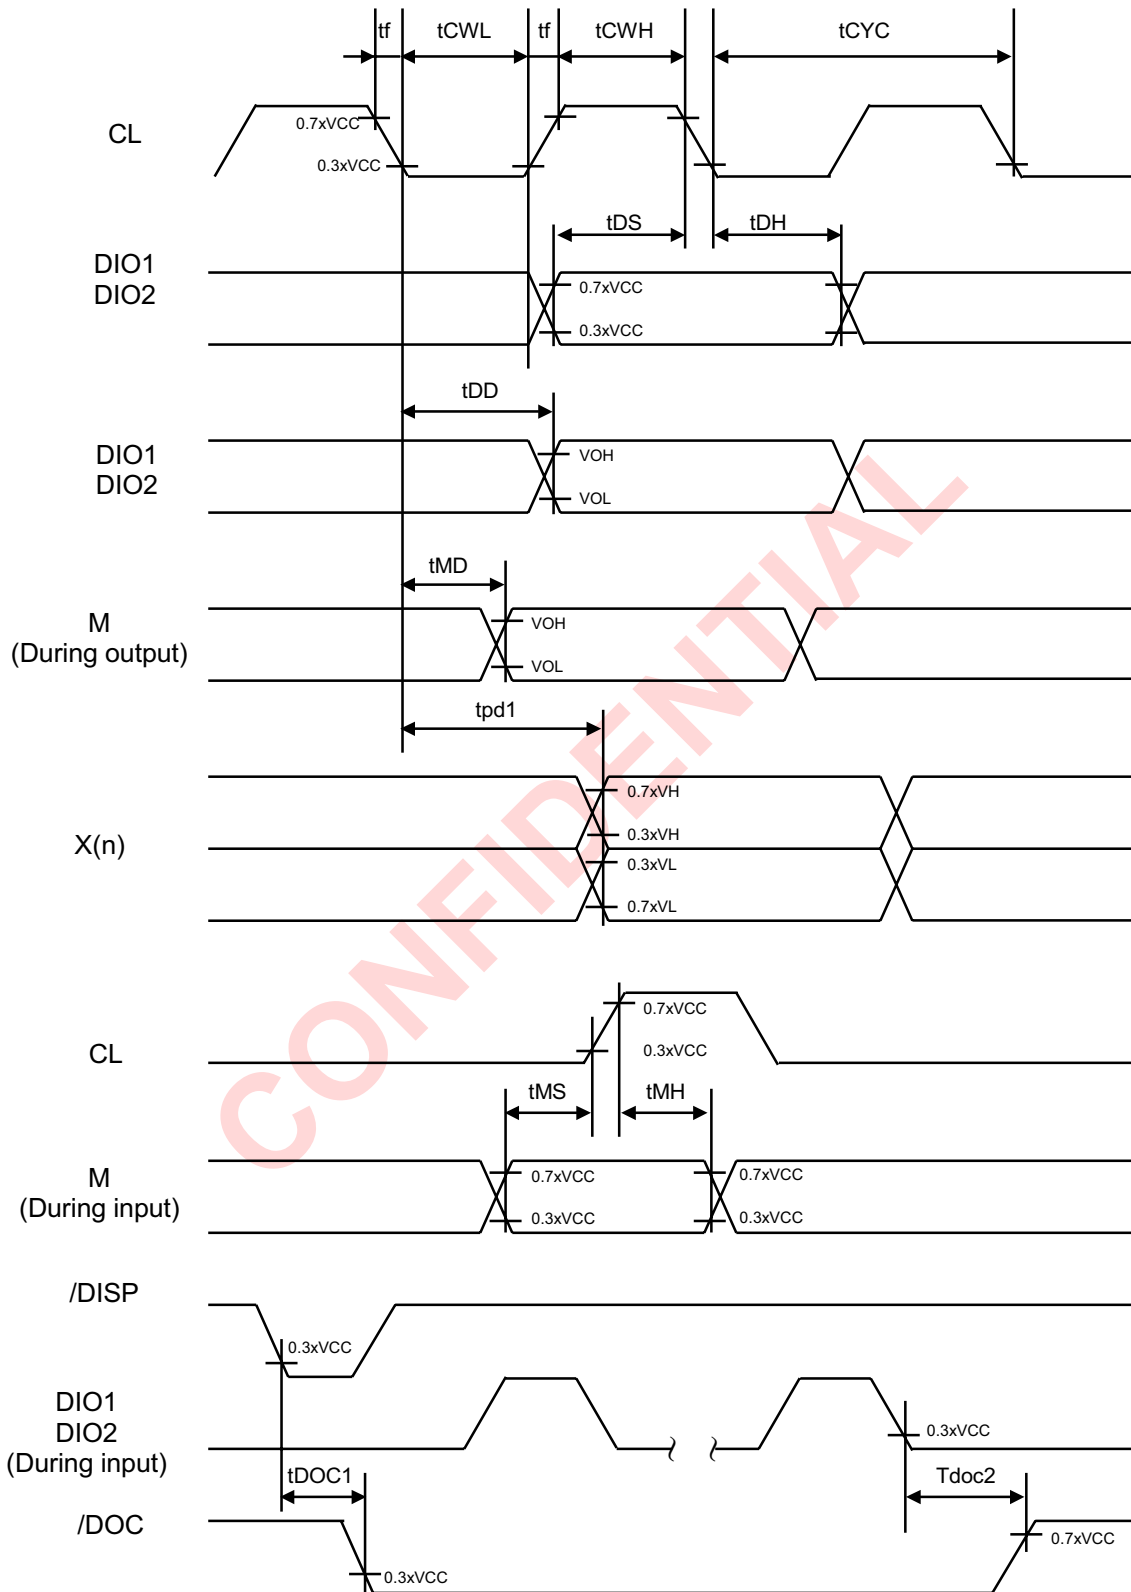 tf tCWL tf tCWH tCYC
CL
0.7xVCC
0.3xVCC
tDS tDH
DIO1
DIO2
0.7xVCC
0.3xVCC
tDD
DIO1
DIO2
VOH
VOL
tMD
M
(During output)
VOH
VOL
tpd1
X(n)
0.7xVH
0.3xVH
0.3xVL
0.7xVL
CL
0.7xVCC
0.3xVCC
tMS tMH
M
(During input)
0.7xVCC 0.7xVCC
0.3xVCC 0.3xVCC
/DISP
0.3xVCC
DIO1
DIO2
(During input)
0.3xVCC
tDOC1 Tdoc2
/DOC
0.7xVCC
0.3xVCC
CONFIDENTIAL